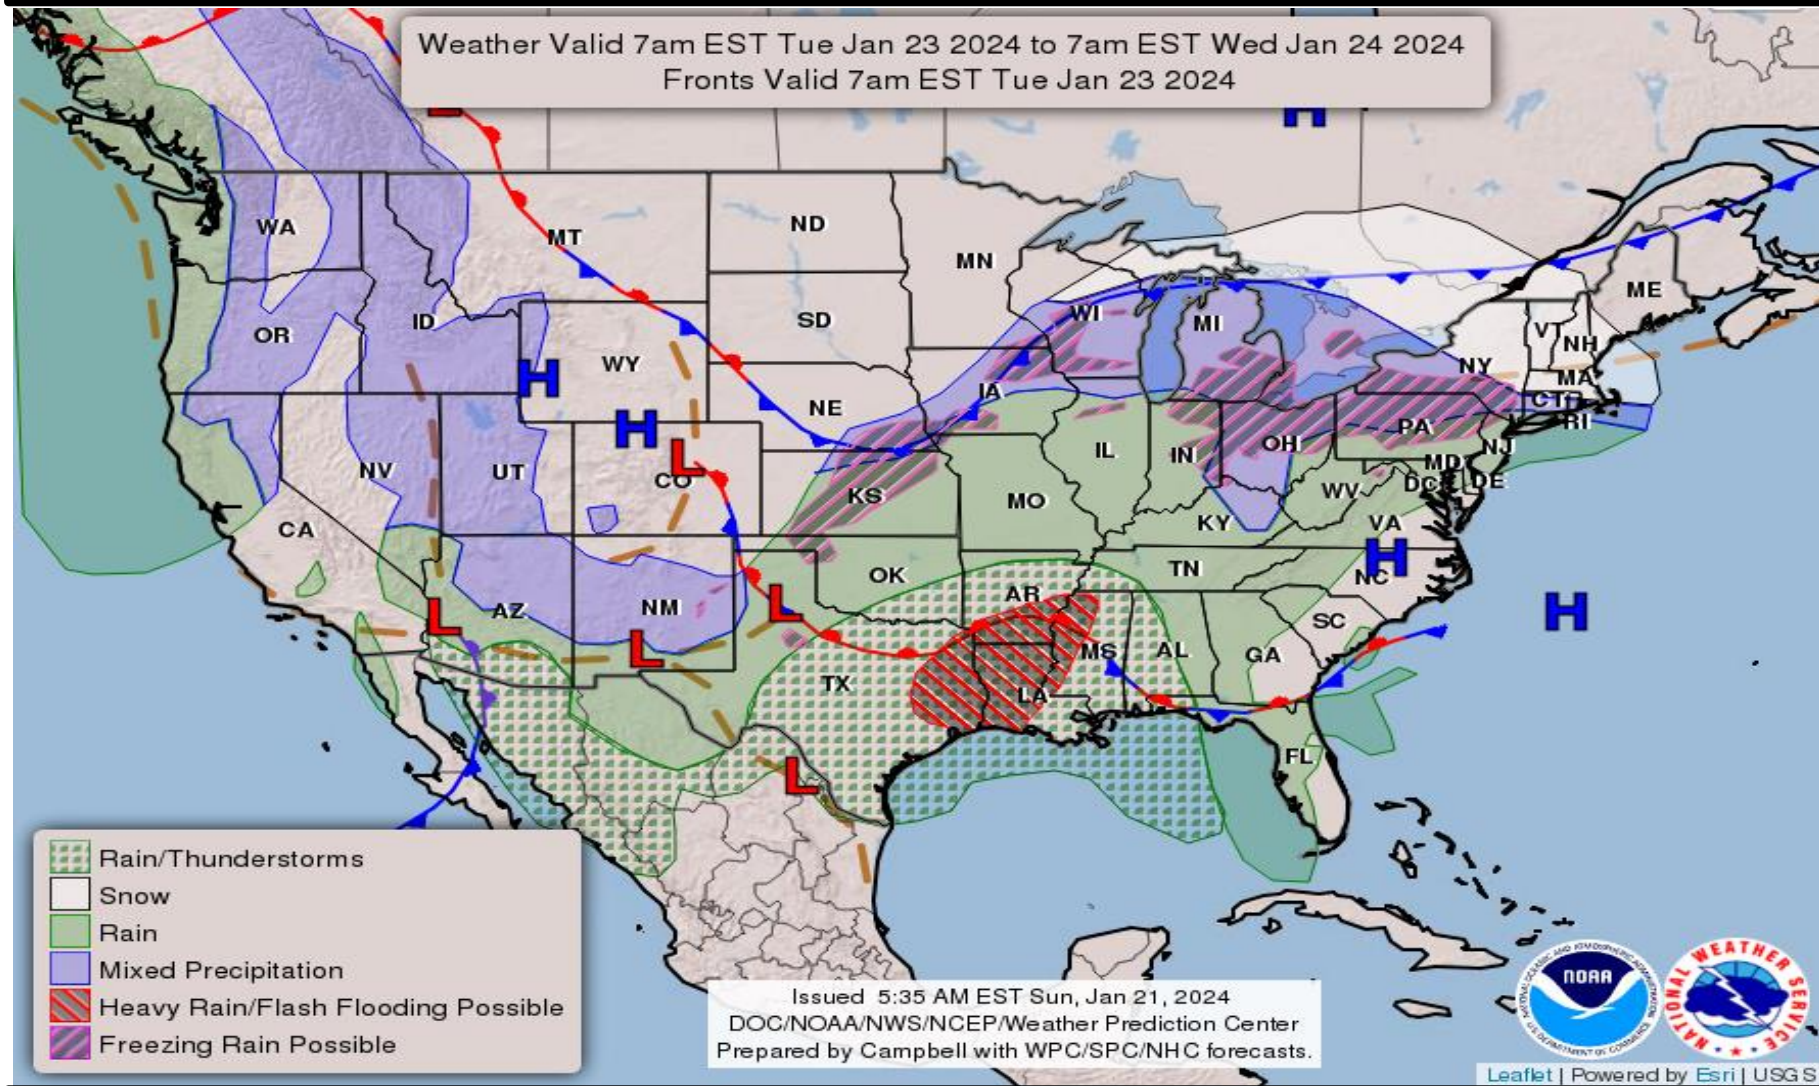 Weather Valid 7am EST Tue Jan 23 2024 to 7am EST Wed Jan 24 2024
Fronts Valid 7am EST Tue Jan 23 2024
L
H
WA
MT
ND
MN
ME
OR
ID
SD
WI
MI
VT
NH
NY
MA
H
WY
IA
NE
CT
RI
H
L
PA
NJ
OH
NV
UT
CO
IL
IN
MD
DC
DE
KS
MO
WV
CA
KY
VA
H
NC
OK
TN
L
AZ
NM
L
AR
SC
H
L
TX
MS
AL
GA
LA
L
FL
Rain/Thunderstorms
Snow
Rain
Mixed Precipitation
Heavy Rain/Flash Flooding Possible
Freezing Rain Possible
Issued 5:35 AM EST Sun, Jan 21, 2024
DOC/NOAA/NWS/NCEP/Weather Prediction Center
Prepared by Campbell with WPC/SPC/NHC forecasts.
NOAA
NATIONAL WEATHER SERVICE
Leaflet | Powered by Esri | USGS